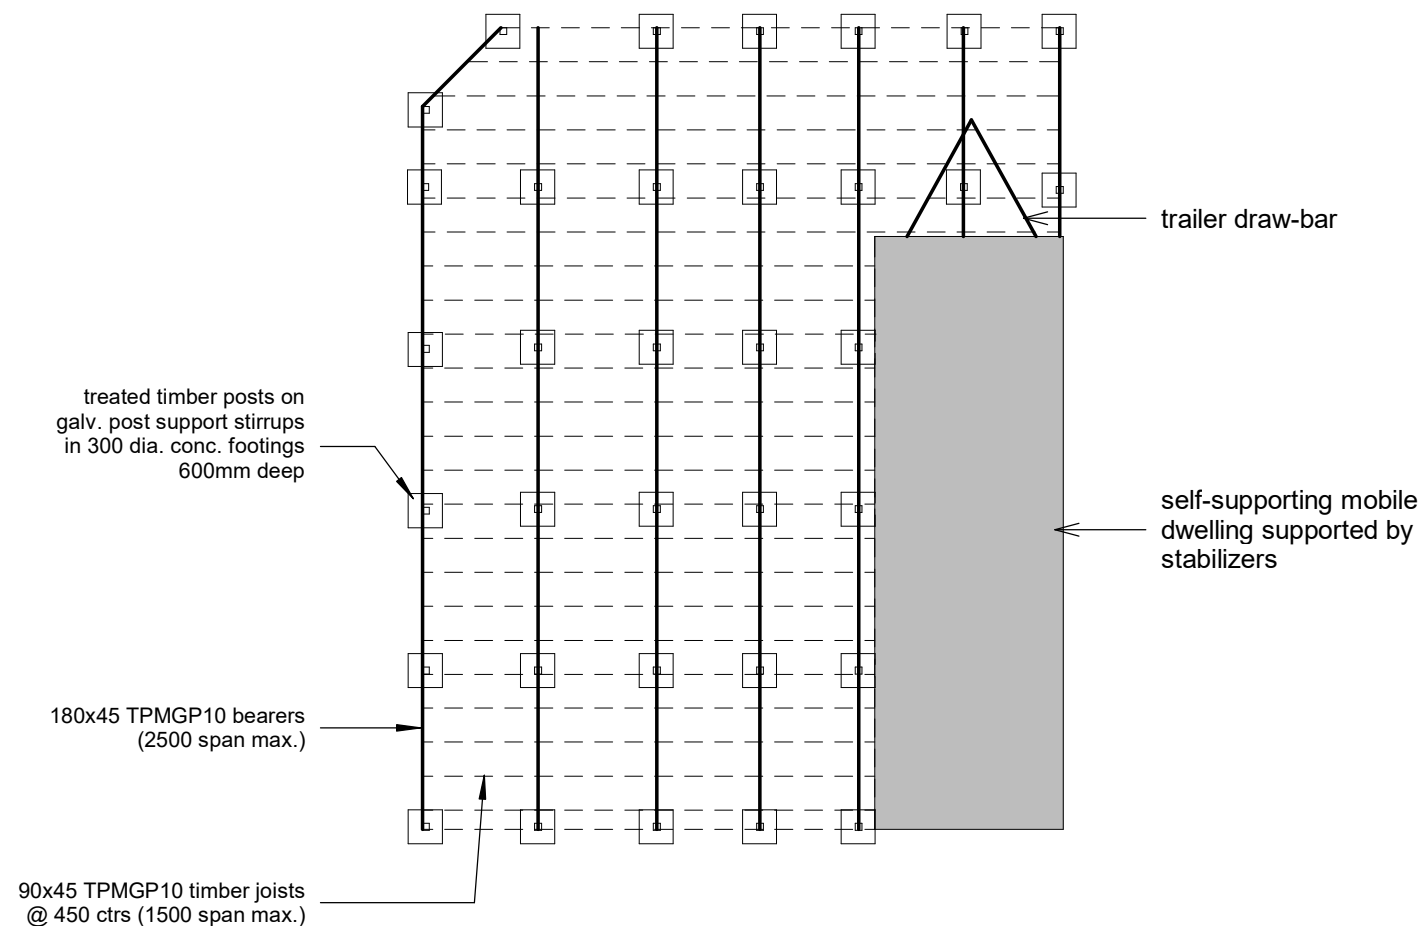 trailer draw-bar
treated timber posts on
galv. post support stirrups
in 300 dia. conc. footings
600mm deep
self-supporting mobile
dwelling supported by
stabilizers
180x45 TPMGP10 bearers
(2500 span max.)
90x45 TPMGP10 timber joists
@ 450 ctrs (1500 span max.)